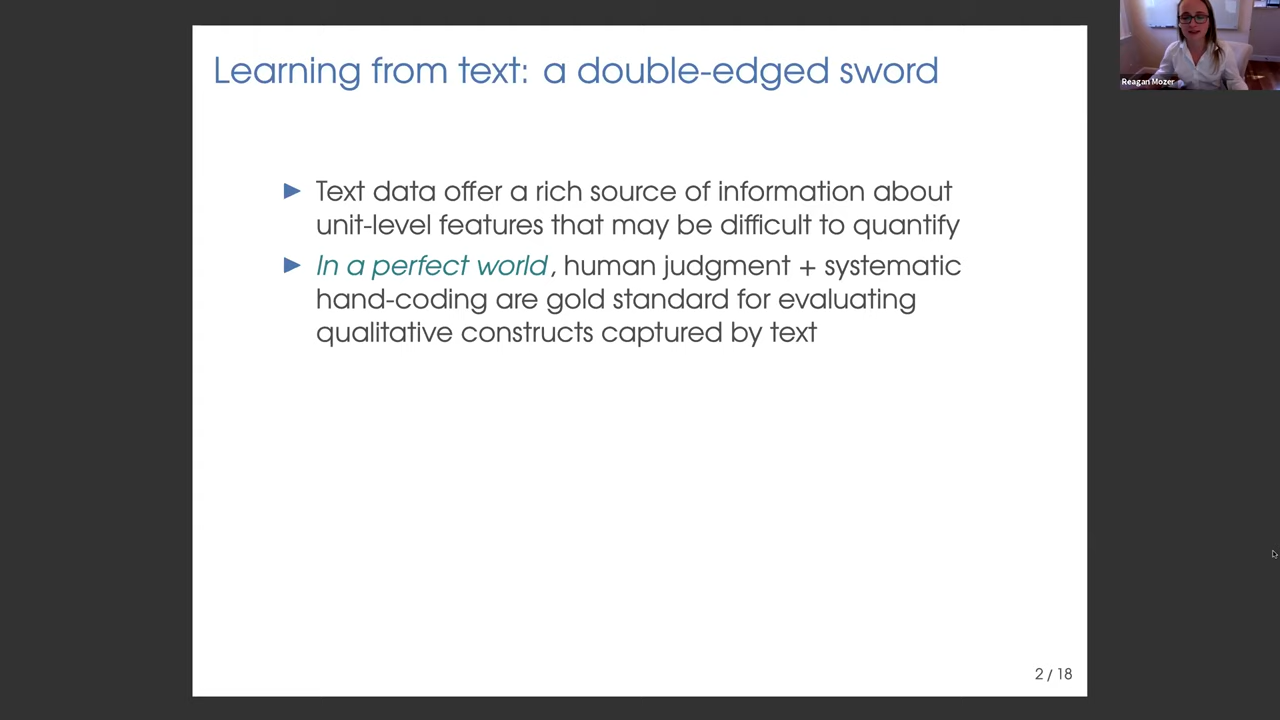 Learning from text: a double-edged sword
Reagan Mozer
► Text data offer a rich source of information about
unit-level features that may be difficult to quantify
► In a perfect world, human judgment + systematic
hand-coding are gold standard for evaluating
qualitative constructs captured by text
2 / 18